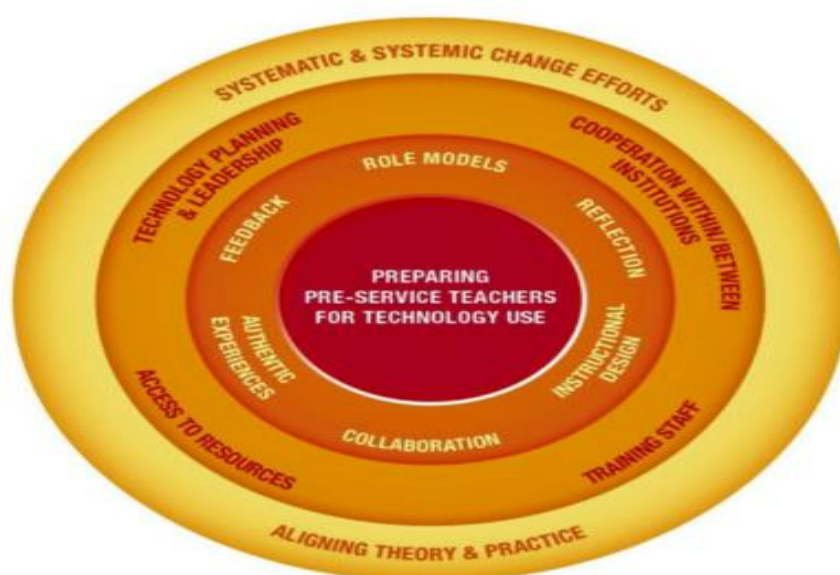 SYSTEMATIC & SYSTEMIC CHANGE EFFORTS
TECHNOLOGY PLANNING
& LEADERSHIP
COOPERATION WITHIN/BETWEEN
INSTITUTIONS
ROLE MODELS
FEEDBACK
REFLECTION
PREPARING
PRE-SERVICE TEACHERS
FOR TECHNOLOGY USE
AUTHENTIC
EXPERIENCES
INSTRUCTIONAL
DESIGN
COLLABORATION
ACCESS TO RESOURCES
TRAINING STAFF
ALIGNING THEORY & PRACTICE